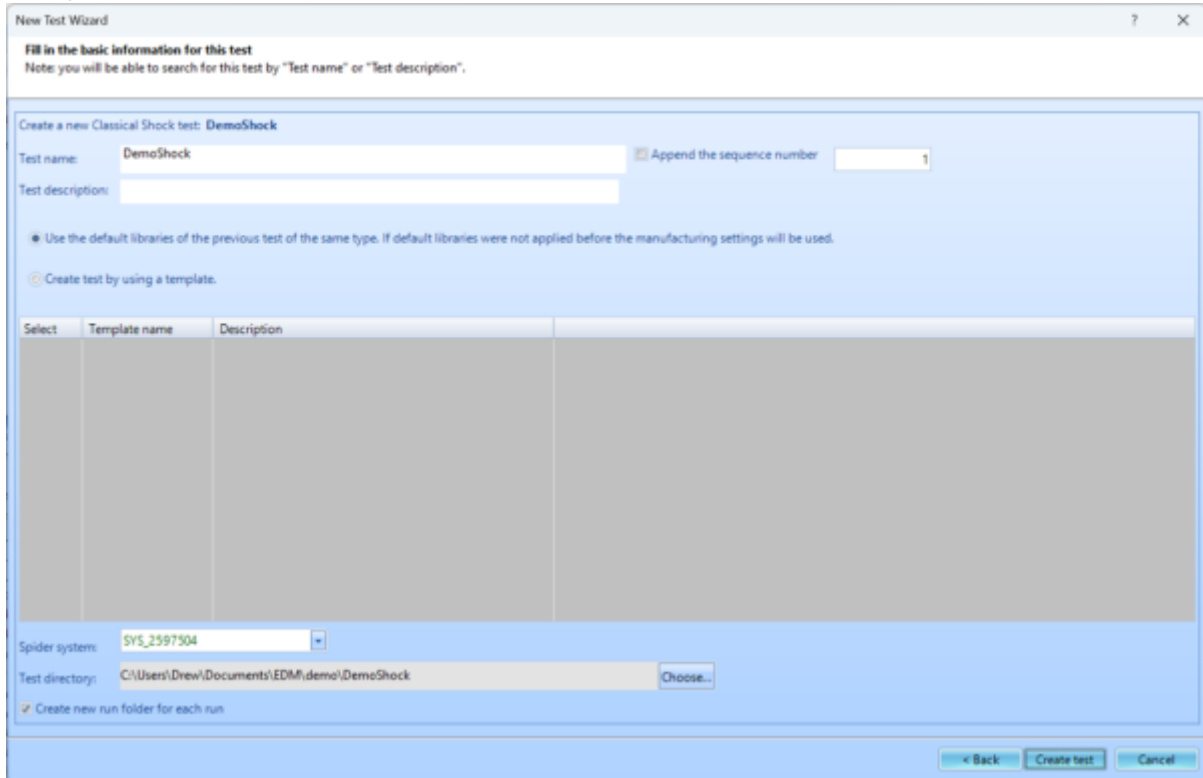 New Test Wizard
Fill in the basic information for this test
Note: you will be able to search for this test by "Test name" or "Test description".
Create a new Classical Shock test: DemoShock
Test name: DemoShock Append the sequence number 1
Test description:
Use the default libraries of the previous test of the same type. If default libraries were not applied before the manufacturing settings will be used.
Create test by using a template.
Select Template name Description
Spider system: SYS_2597504
Test directory: C:\Users\Drew\Documents\EDM\demo\DemoShock Choose...
Create new run folder for each run
< Back Create test Cancel